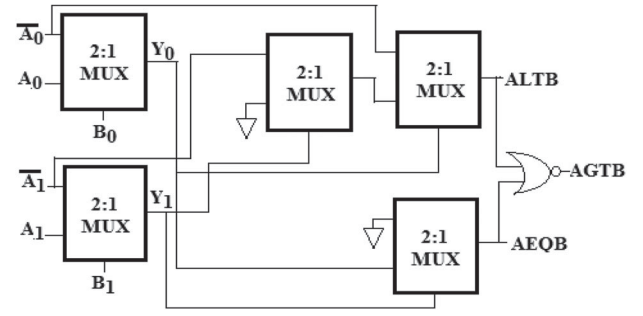 A̅₀
2:1
MUX
Y₀
A₀
B₀
2:1
MUX
2:1
MUX
ALTB
A̅₁
2:1
MUX
Y₁
A₁
B₁
AGTB
2:1
MUX
AEQB